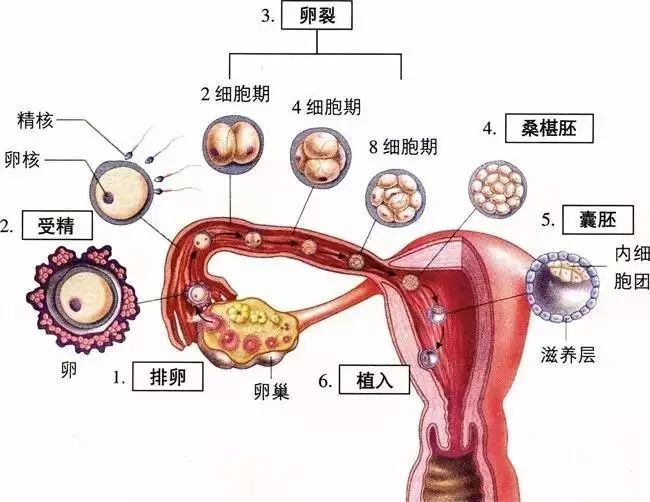 3. 卵裂
2 细胞期
4 细胞期
8 细胞期
4. 桑椹胚
精核
卵核
2. 受精
5. 囊胚
内细
胞团
滋养层
卵
1. 排卵
卵巢
6. 植入